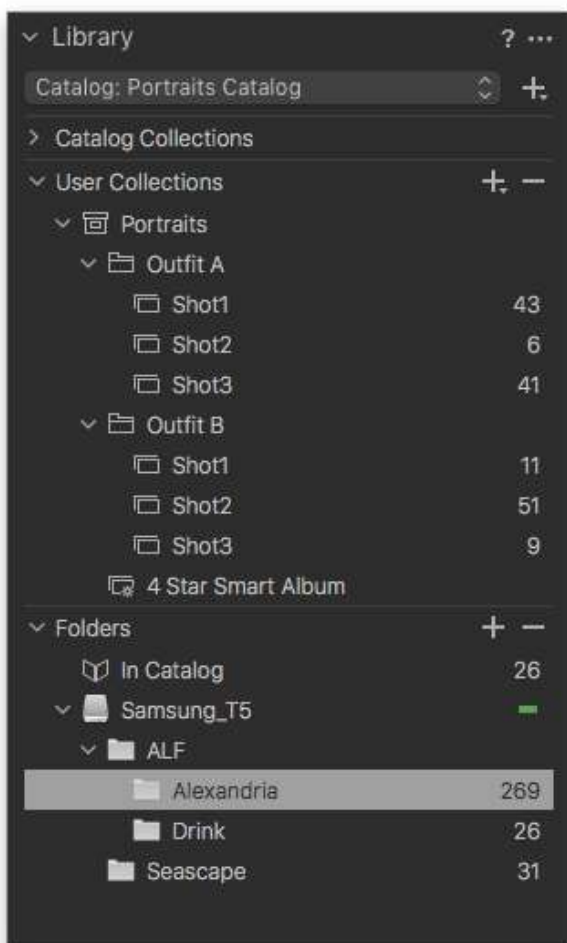 Library ? ...
Catalog: Portraits Catalog
Catalog Collections
User Collections
Portraits
Outfit A
Shot1 43
Shot2 6
Shot3 41
Outfit B
Shot1 11
Shot2 51
Shot3 9
4 Star Smart Album
Folders
In Catalog 26
Samsung_T5
ALF
Alexandria 269
Drink 26
Seascape 31